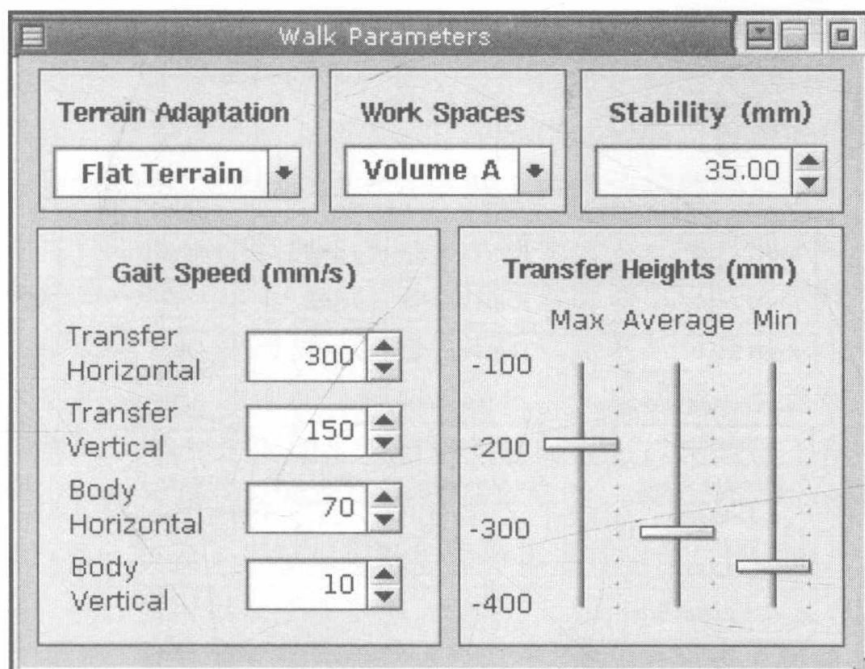 Walk Parameters
Terrain Adaptation
Flat Terrain
Work Spaces
Volume A
Stability (mm)
35.00
Gait Speed (mm/s)
Transfer
Horizontal
300
Transfer
Vertical
150
Body
Horizontal
70
Body
Vertical
10
Transfer Heights (mm)
Max Average Min
-100
-200
-300
-400